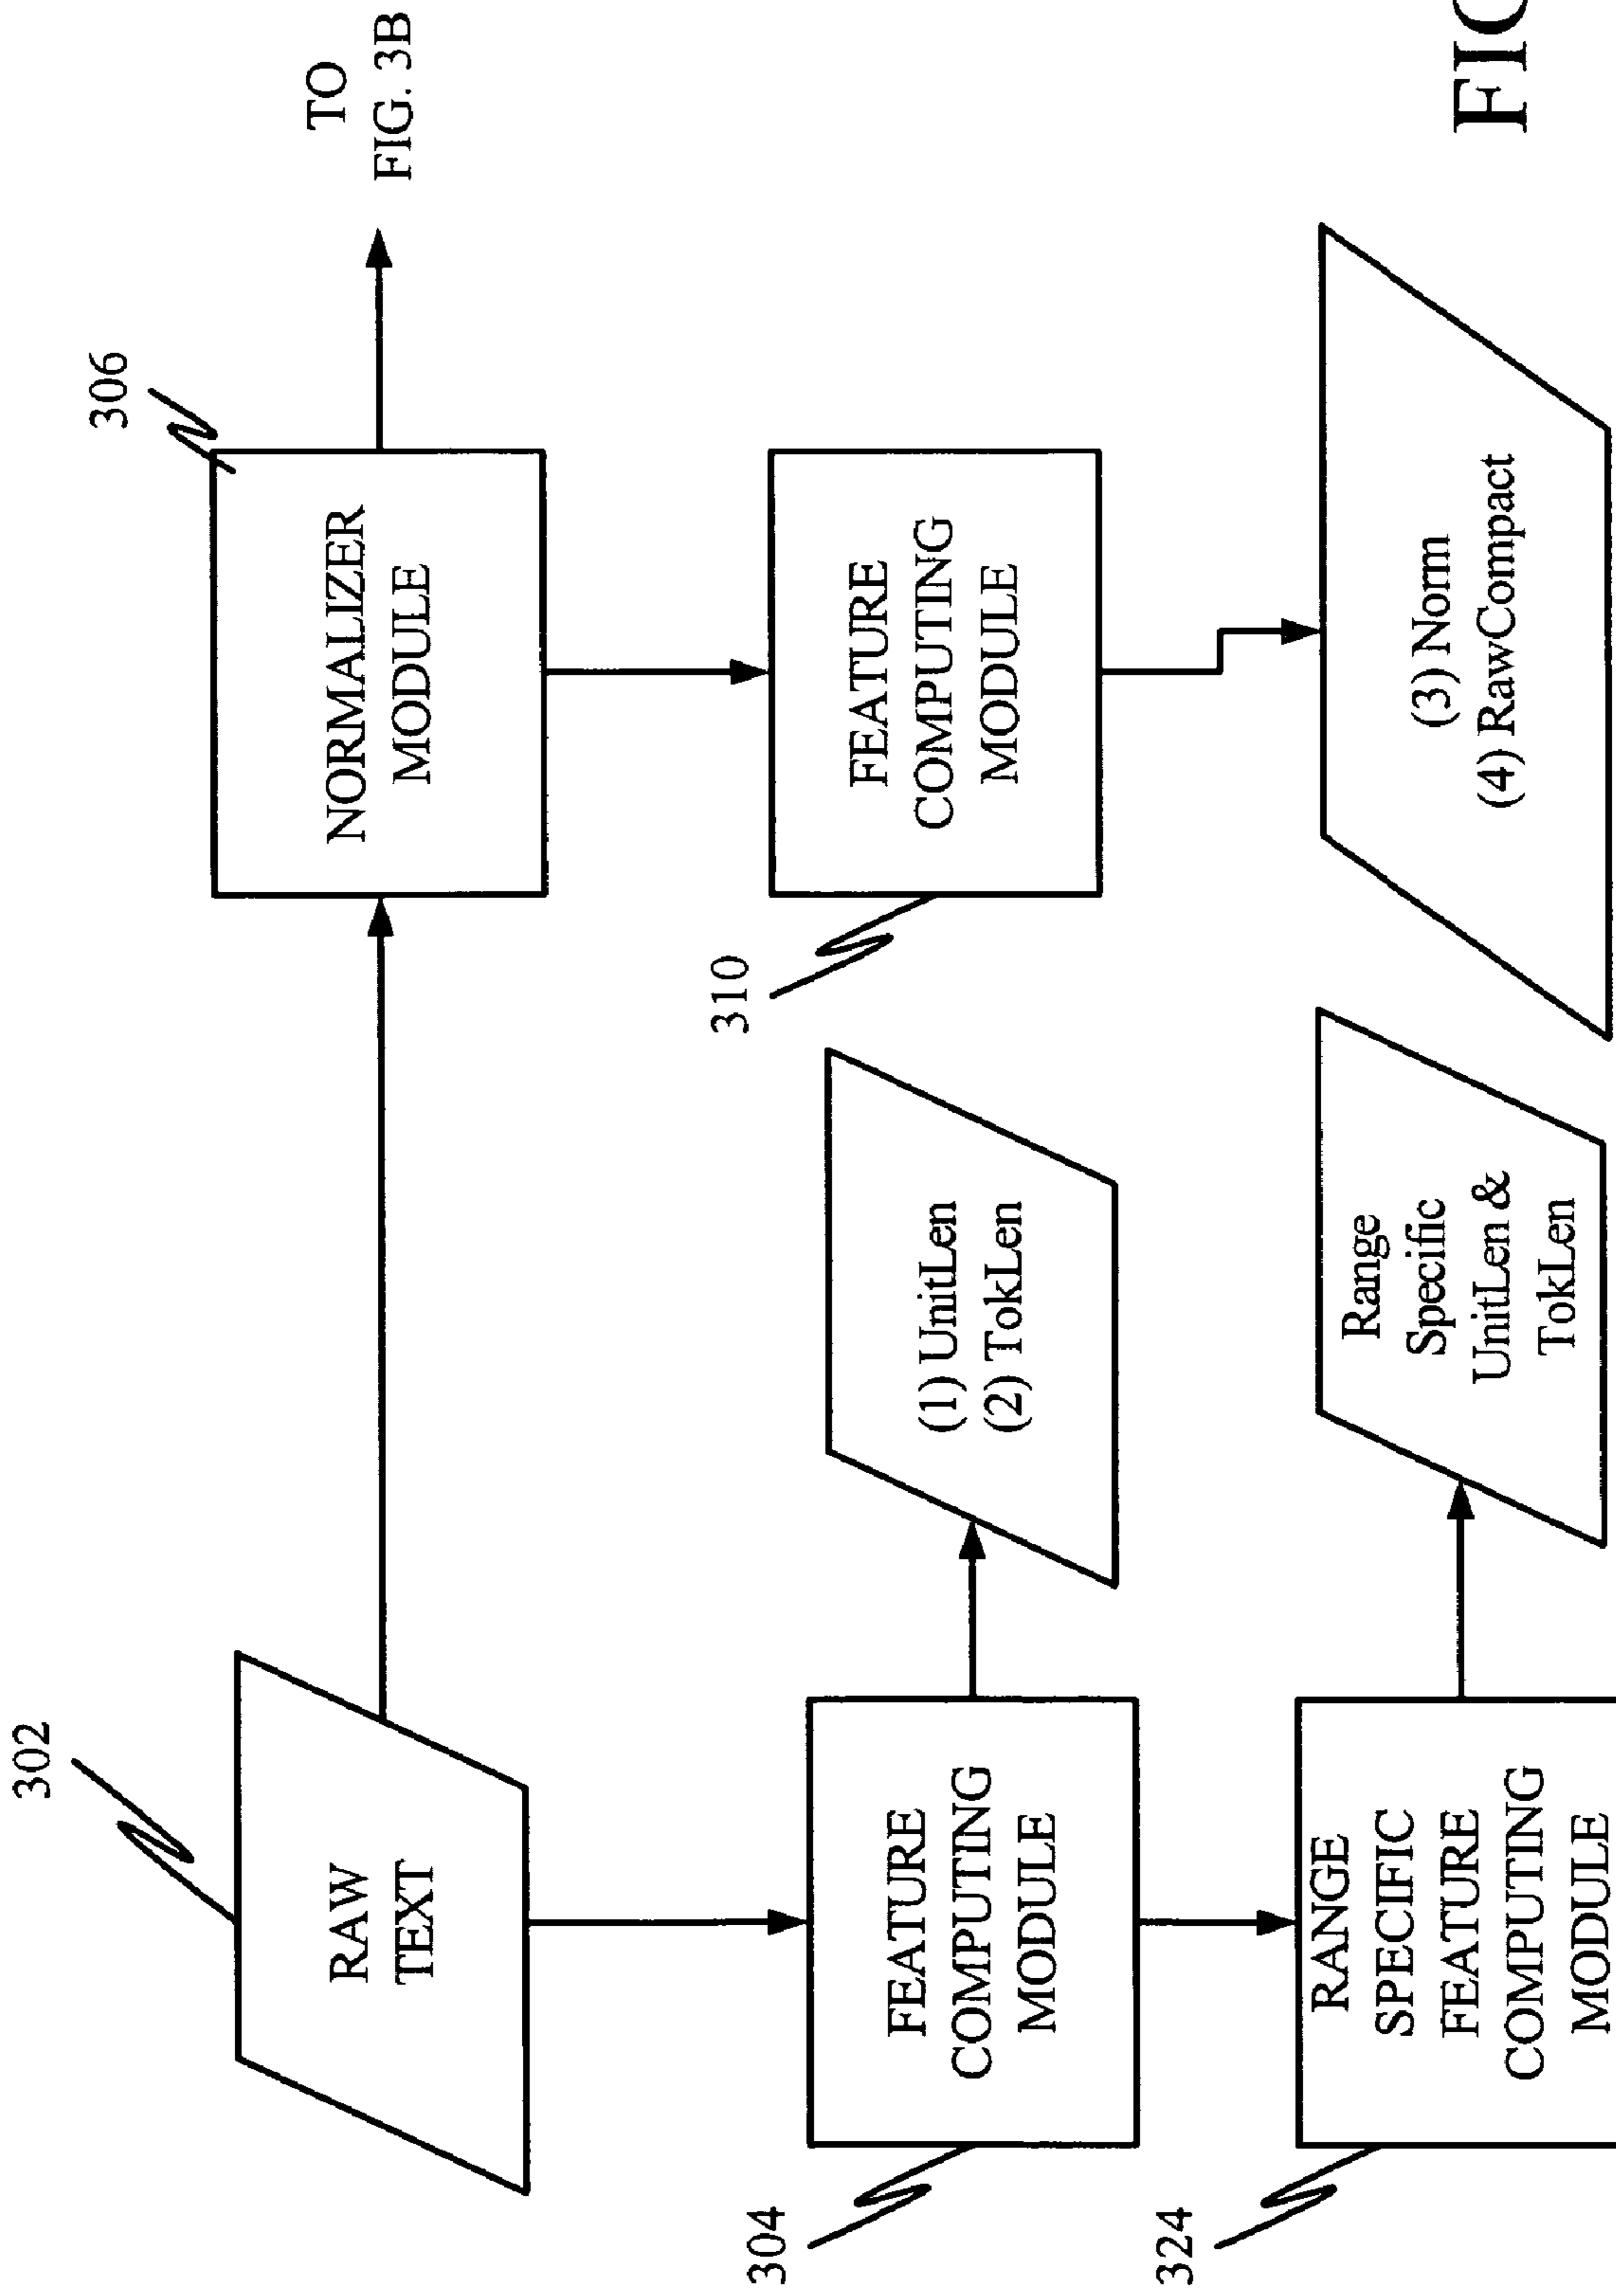 302
RAW
TEXT
306
NORMALIZER
MODULE
TO
FIG. 3B
304
FEATURE
COMPUTING
MODULE
(1) UnitLen
(2) TokLen
310
FEATURE
COMPUTING
MODULE
324
RANGE
SPECIFIC
FEATURE
COMPUTING
MODULE
Range
Specific
UnitLen &
TokLen
(3) Norm
(4) RawCompact